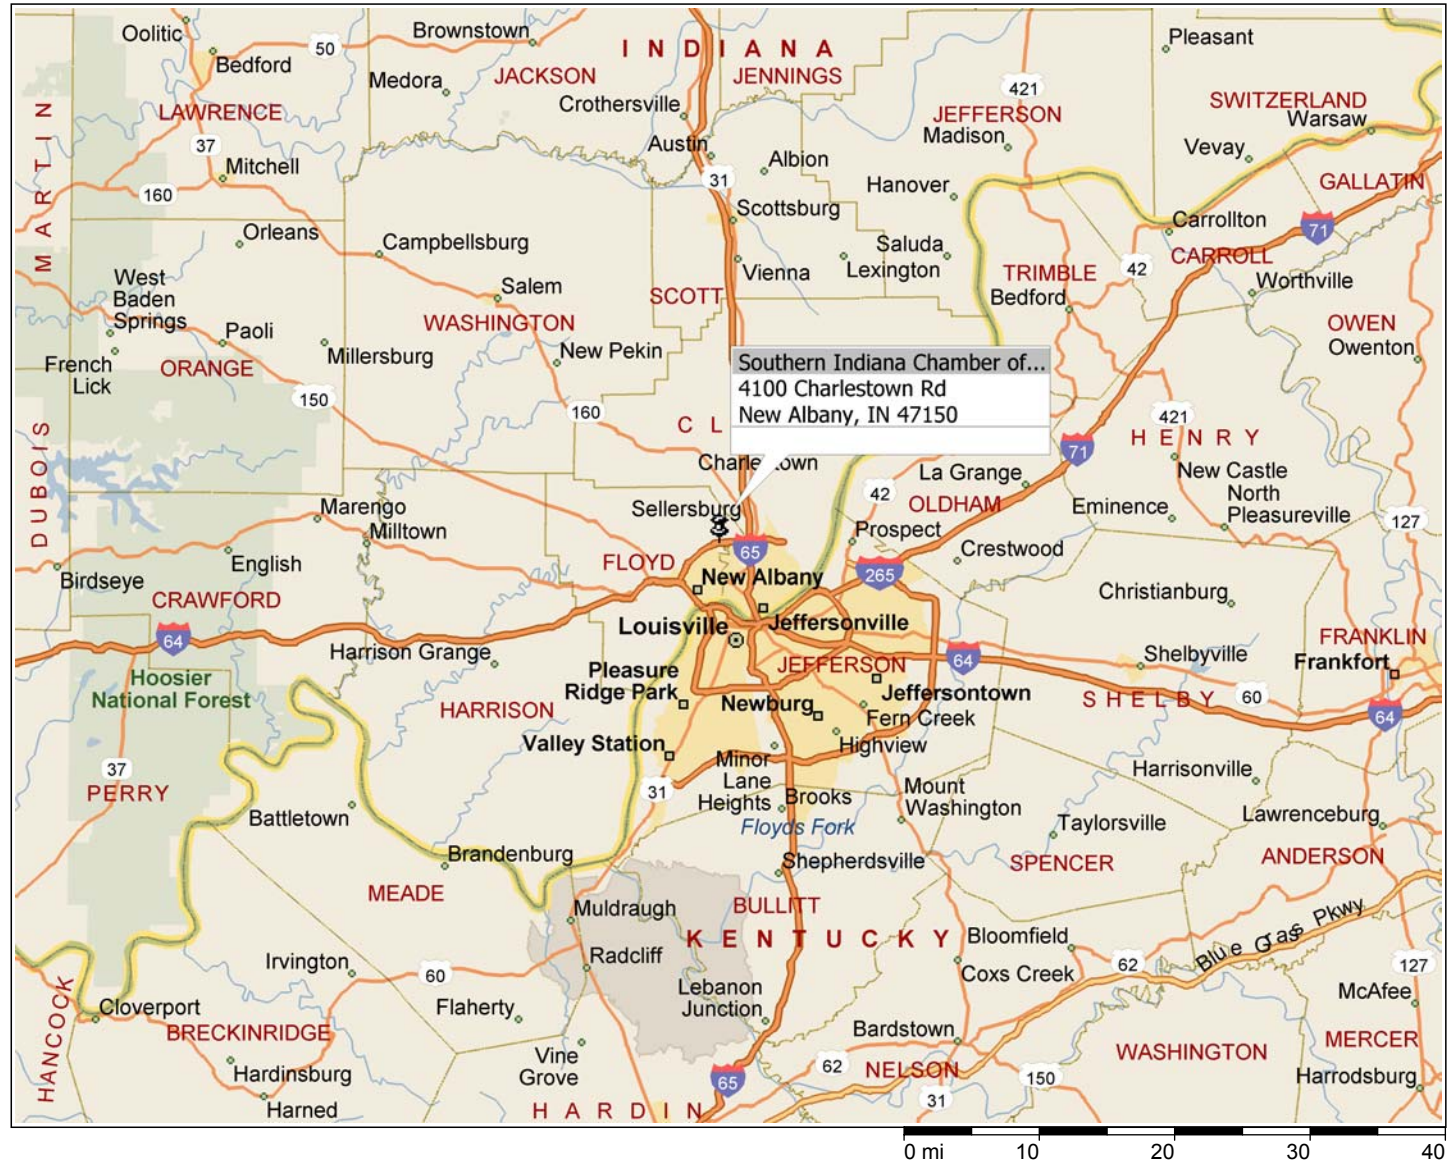 Oolitic
Brownstown
50
INDIANA
Pleasant
Bedford
Medora
JACKSON
JENNINGS
421
SWITZERLAND
LAWRENCE
Crothersville
JEFFERSON
Warsaw
MARTIN
37
Austin
Madison
Vevay
Mitchell
Albion
160
31
Hanover
GALLATIN
Scottsburg
Carrollton
71
Orleans
Campbellsburg
Saluda
CARROLL
West
Baden
Springs
Vienna
Lexington
TRIMBLE
42
Worthville
Salem
SCOTT
Bedford
WASHINGTON
OWEN
Paoli
Owenton
French
Lick
Millersburg
New Pekin
ORANGE
Southern Indiana Chamber of...
4100 Charlestown Rd
New Albany, IN 47150
150
160
421
CL
HENRY
71
DUBOIS
Charlestown
La Grange
New Castle
42
OLDHAM
North
Pleasureville
Marengo
Sellersburg
Eminence
127
Milltown
Prospect
Crestwood
65
FLOYD
English
265
Birdseye
New Albany
Christianburg
CRAWFORD
Jeffersonville
Louisville
64
FRANKLIN
Harrison Grange
64
Shelbyville
Frankfort
Hoosier
National Forest
Pleasure
Ridge Park
JEFFERSON
Jeffersontown
SHELBY
60
HARRISON
Newburg
Fern Creek
64
Valley Station
Highview
37
Minor
Lane
Heights
Harrisonville
PERRY
31
Brooks
Mount
Washington
Battletown
Floyds Fork
Taylorsville
Lawrenceburg
Brandenburg
Shepherdsville
SPENCER
ANDERSON
MEADE
Muldraugh
BULLITT
Blue Grass Pkwy
KENTUCKY
Bloomfield
Irvington
60
Radcliff
Coxs Creek
62
127
HANCOCK
Cloverport
Flaherty
Lebanon
Junction
McAfee
BRECKINRIDGE
Bardstown
MERCER
Hardinsburg
Vine
Grove
62
NELSON
WASHINGTON
65
150
Harrodsburg
Harned
HARDIN
31
0 mi 10 20 30 40